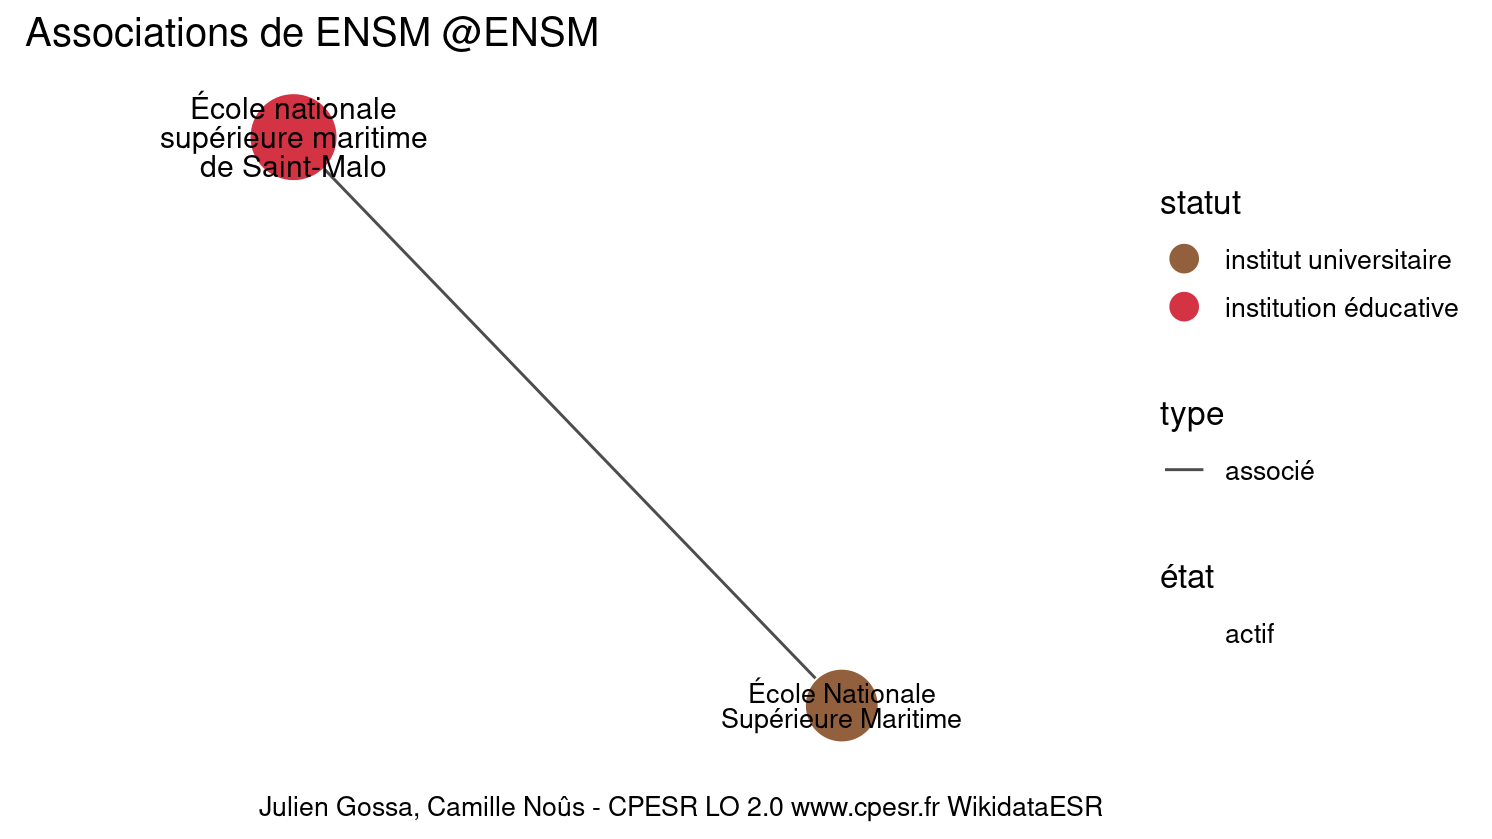 Associations de ENSM @ENSM
École nationale
supérieure maritime
de Saint-Malo
statut
institut universitaire
institution éducative
type
associé
état
actif
École Nationale
Supérieure Maritime
Julien Gossa, Camille Noûs - CPESR LO 2.0 www.cpesr.fr WikidataESR